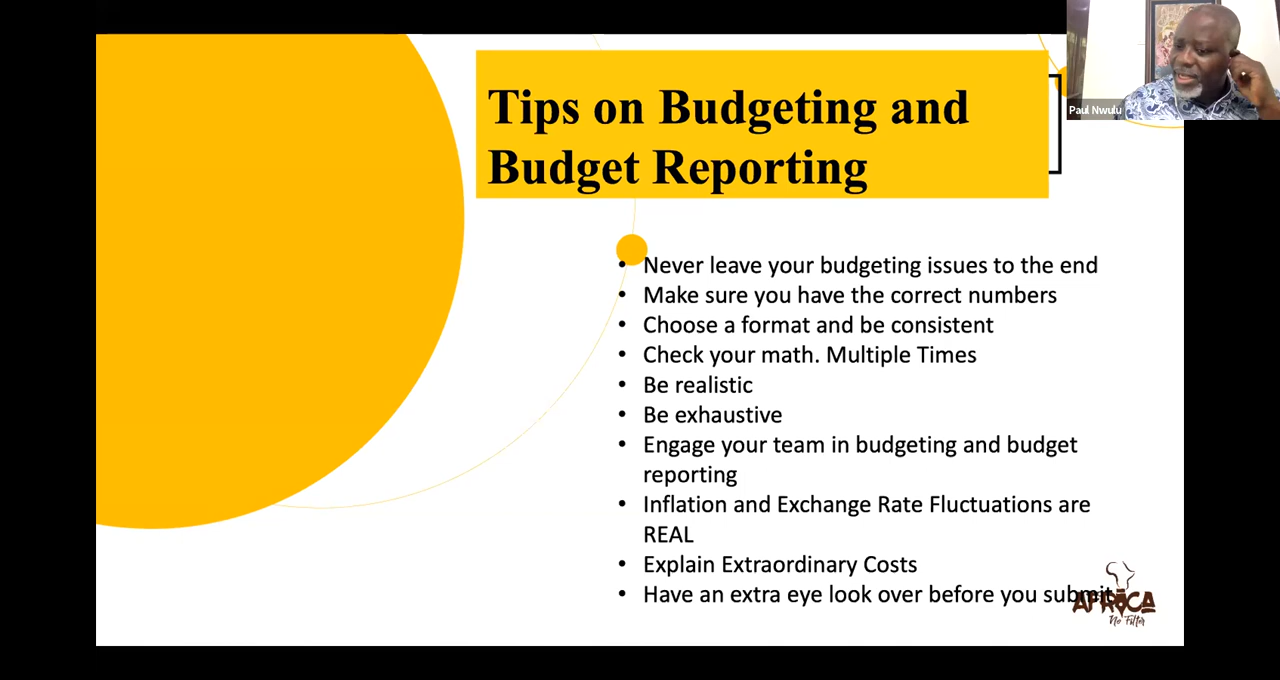 Tips on Budgeting and
Budget Reporting
Paul Nwulu
• Never leave your budgeting issues to the end
• Make sure you have the correct numbers
• Choose a format and be consistent
• Check your math. Multiple Times
• Be realistic
• Be exhaustive
• Engage your team in budgeting and budget
reporting
• Inflation and Exchange Rate Fluctuations are
REAL
• Explain Extraordinary Costs
• Have an extra eye look over before you submit
AFRICA
No Filter